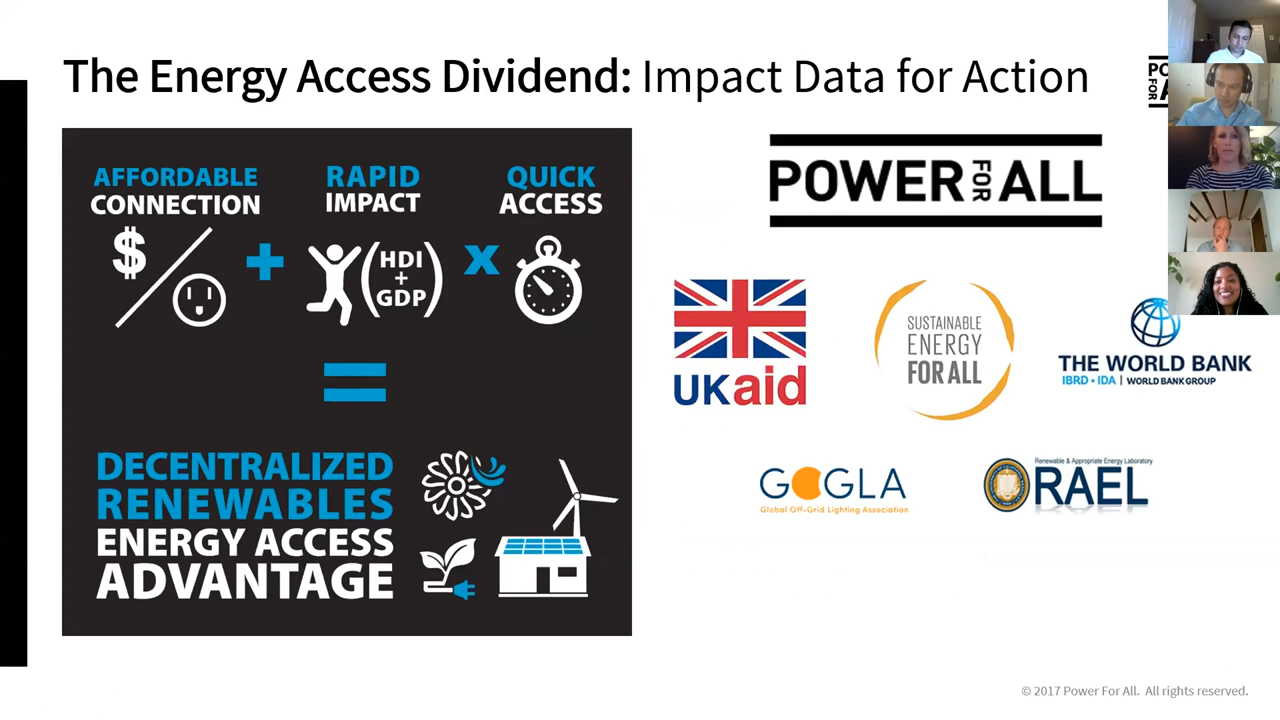 The Energy Access Dividend: Impact Data for Action
AFFORDABLE
CONNECTION
RAPID
IMPACT
QUICK
ACCESS
$
+
(HDI
+
GDP)
x
=
DECENTRALIZED
RENEWABLES
ENERGY ACCESS
ADVANTAGE
POWER FOR ALL
UKaid
SUSTAINABLE
ENERGY
FOR ALL
THE WORLD BANK
IBRD • IDA | WORLD BANK GROUP
GOGLA
Global Off-Grid Lighting Association
Renewable & Appropriate Energy Laboratory
RAEL
© 2017 Power For All. All rights reserved.